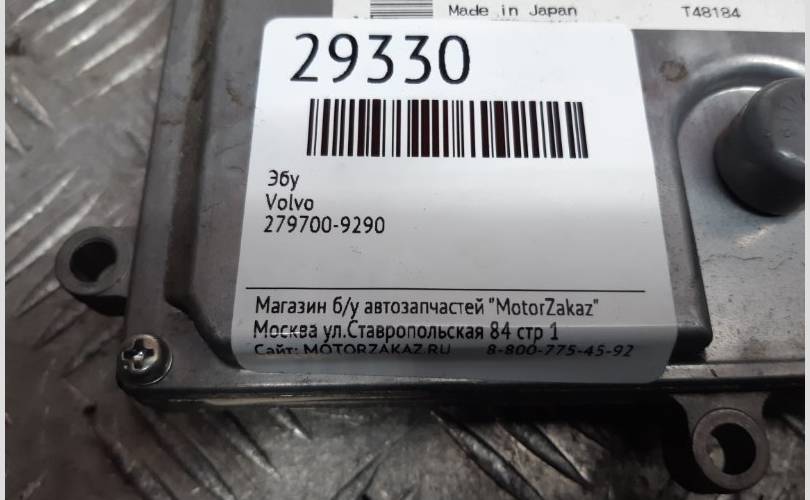 Made in Japan T48184
29330
Эбу
Volvo
279700-9290
Магазин б/у автозапчастей "MotorZakaz"
Москва ул.Ставропольская 84 стр 1
Сайт: MOTORZAKAZ.RU 8-800-775-45-92